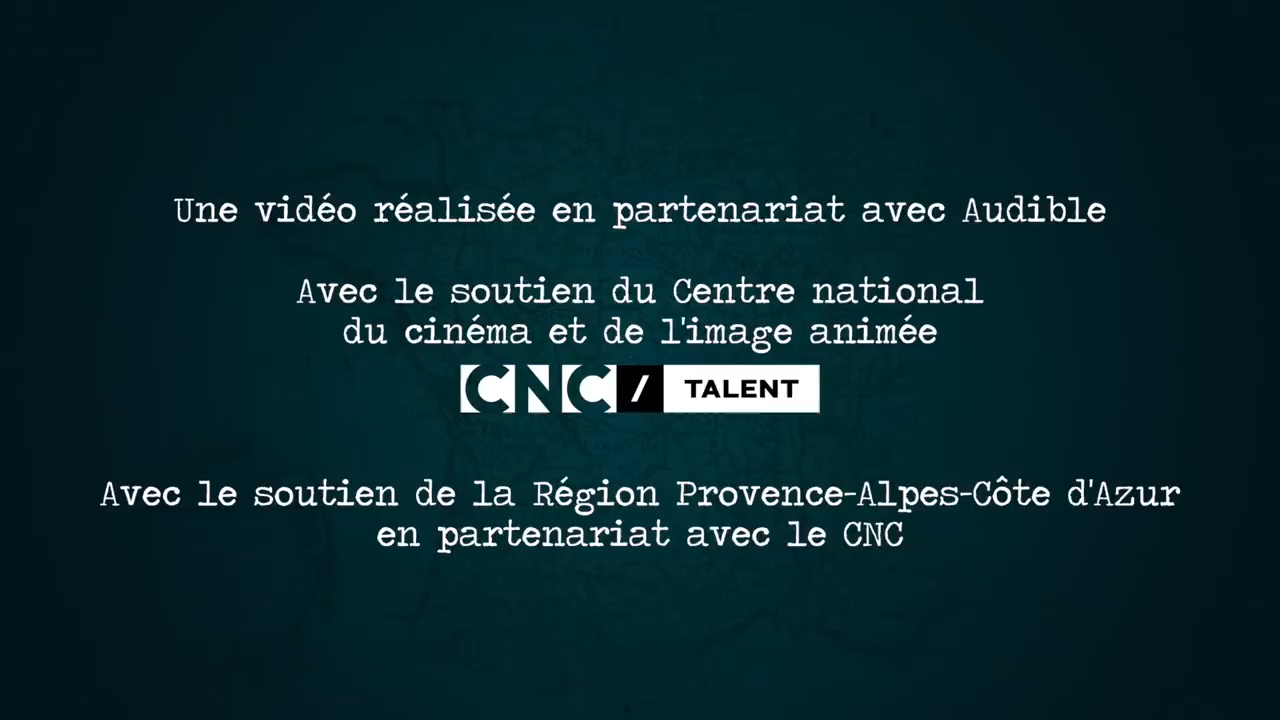 Une vidéo réalisée en partenariat avec Audible
Avec le soutien du Centre national
du cinéma et de l'image animée
CNC / TALENT
Avec le soutien de la Région Provence-Alpes-Côte d'Azur
en partenariat avec le CNC